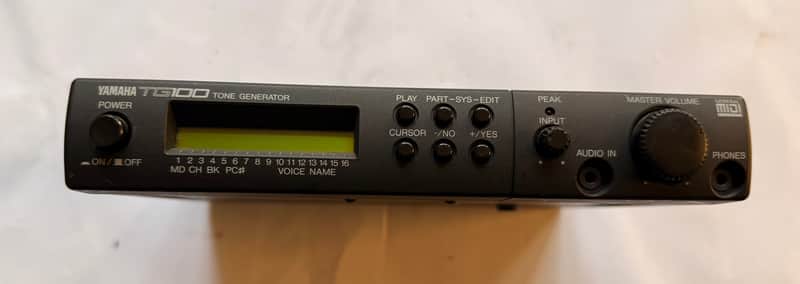 YAMAHA TG100 TONE GENERATOR
POWER
ON / OFF
1 2 3 4 5 6 7 8 9 10 11 12 13 14 15 16
MD CH BK PC# VOICE NAME
PLAY PART-SYS-EDIT
CURSOR -/NO +/YES
PEAK
INPUT
AUDIO IN
MASTER VOLUME
MIDI
PHONES